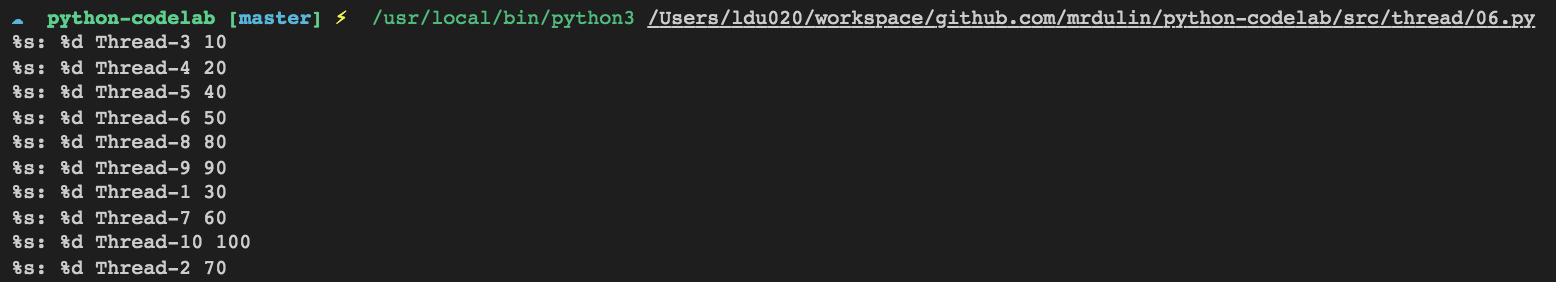 python-codelab [master] ⚡ /usr/local/bin/python3 /Users/ldu020/workspace/github.com/mrdulin/python-codelab/src/thread/06.py
%s: %d Thread-3 10
%s: %d Thread-4 20
%s: %d Thread-5 40
%s: %d Thread-6 50
%s: %d Thread-8 80
%s: %d Thread-9 90
%s: %d Thread-1 30
%s: %d Thread-7 60
%s: %d Thread-10 100
%s: %d Thread-2 70